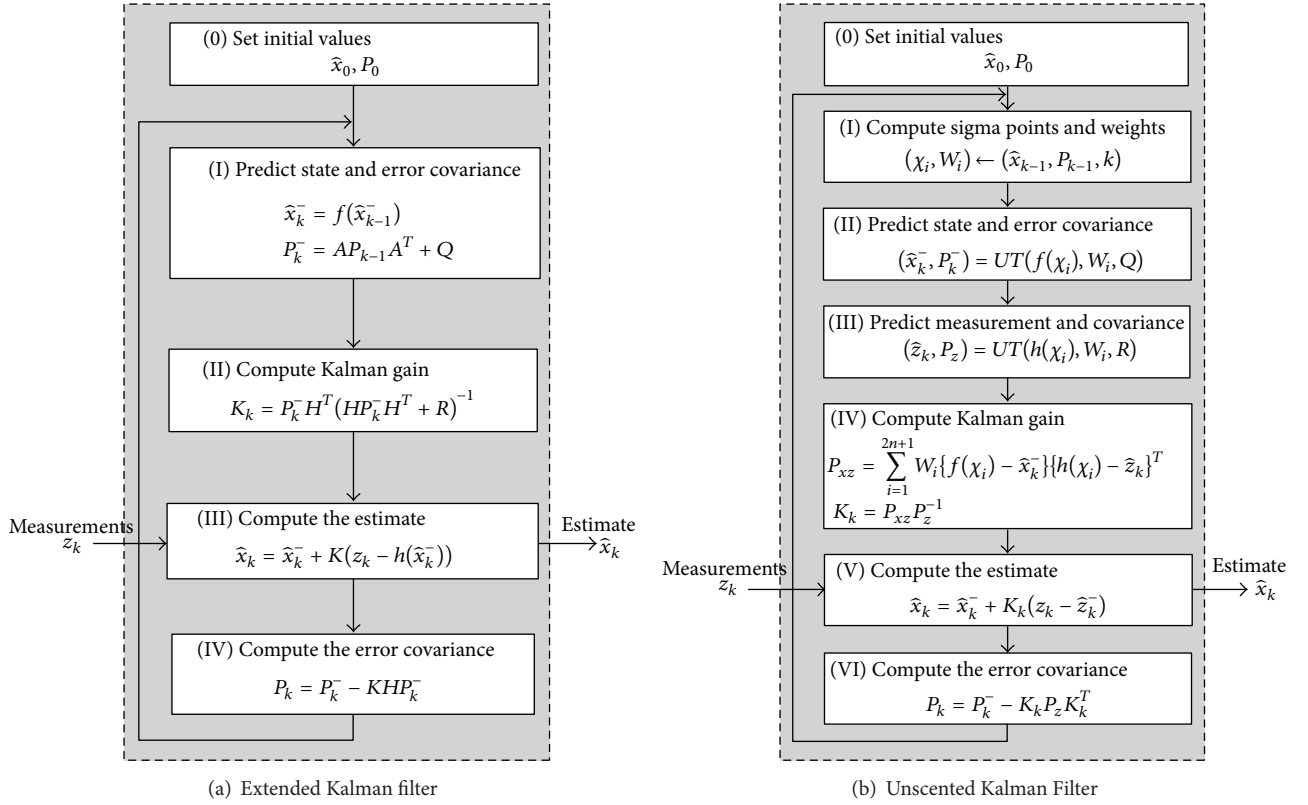 (0) Set initial values
x̂₀, P₀
(I) Predict state and error covariance
x̂ₖ⁻ = f(x̂ₖ₋₁⁻)
Pₖ⁻ = APₖ₋₁Aᵀ + Q
(II) Compute Kalman gain
Kₖ = Pₖ⁻Hᵀ(HPₖ⁻Hᵀ + R)⁻¹
Measurements
zₖ
(III) Compute the estimate
x̂ₖ = x̂ₖ⁻ + K(zₖ − h(x̂ₖ⁻))
Estimate
x̂ₖ
(IV) Compute the error covariance
Pₖ = Pₖ⁻ − KHPₖ⁻
(a) Extended Kalman filter
(0) Set initial values
x̂₀, P₀
(I) Compute sigma points and weights
(χᵢ, Wᵢ) ← (x̂ₖ₋₁, Pₖ₋₁, k)
(II) Predict state and error covariance
(x̂ₖ⁻, Pₖ⁻) = UT(f(χᵢ), Wᵢ, Q)
(III) Predict measurement and covariance
(ẑₖ, P_z) = UT(h(χᵢ), Wᵢ, R)
(IV) Compute Kalman gain
P_xz = ∑_{i=1}^{2n+1} Wᵢ{f(χᵢ) − x̂ₖ⁻}{h(χᵢ) − ẑₖ}ᵀ
Kₖ = P_xz P_z⁻¹
Measurements
zₖ
(V) Compute the estimate
x̂ₖ = x̂ₖ⁻ + Kₖ(zₖ − ẑₖ⁻)
Estimate
x̂ₖ
(VI) Compute the error covariance
Pₖ = Pₖ⁻ − KₖP_zKₖᵀ
(b) Unscented Kalman Filter